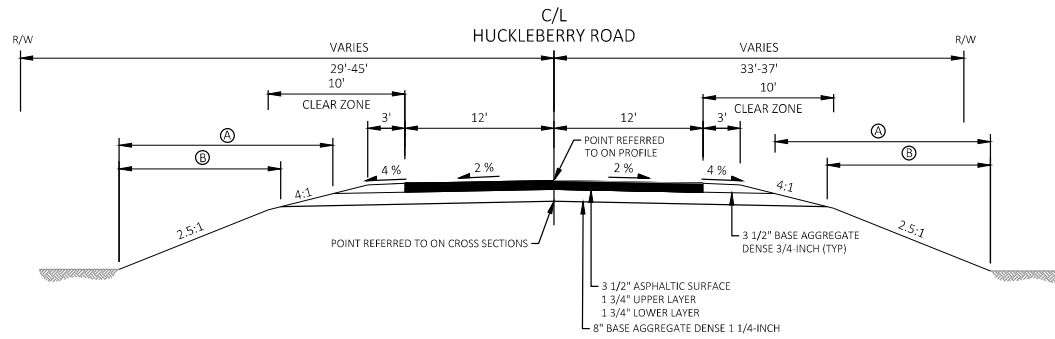 C/L
HUCKLEBERRY ROAD
R/W
VARIES
VARIES
R/W
29'-45'
33'-37'
10'
10'
CLEAR ZONE
CLEAR ZONE
3'
12'
12'
3'
A
A
B
B
POINT REFERRED
TO ON PROFILE
4 %
2 %
2 %
4 %
4:1
4:1
2.5:1
2.5:1
POINT REFERRED TO ON CROSS SECTIONS
3 1/2" BASE AGGREGATE
DENSE 3/4-INCH (TYP)
3 1/2" ASPHALTIC SURFACE
1 3/4" UPPER LAYER
1 3/4" LOWER LAYER
8" BASE AGGREGATE DENSE 1 1/4-INCH